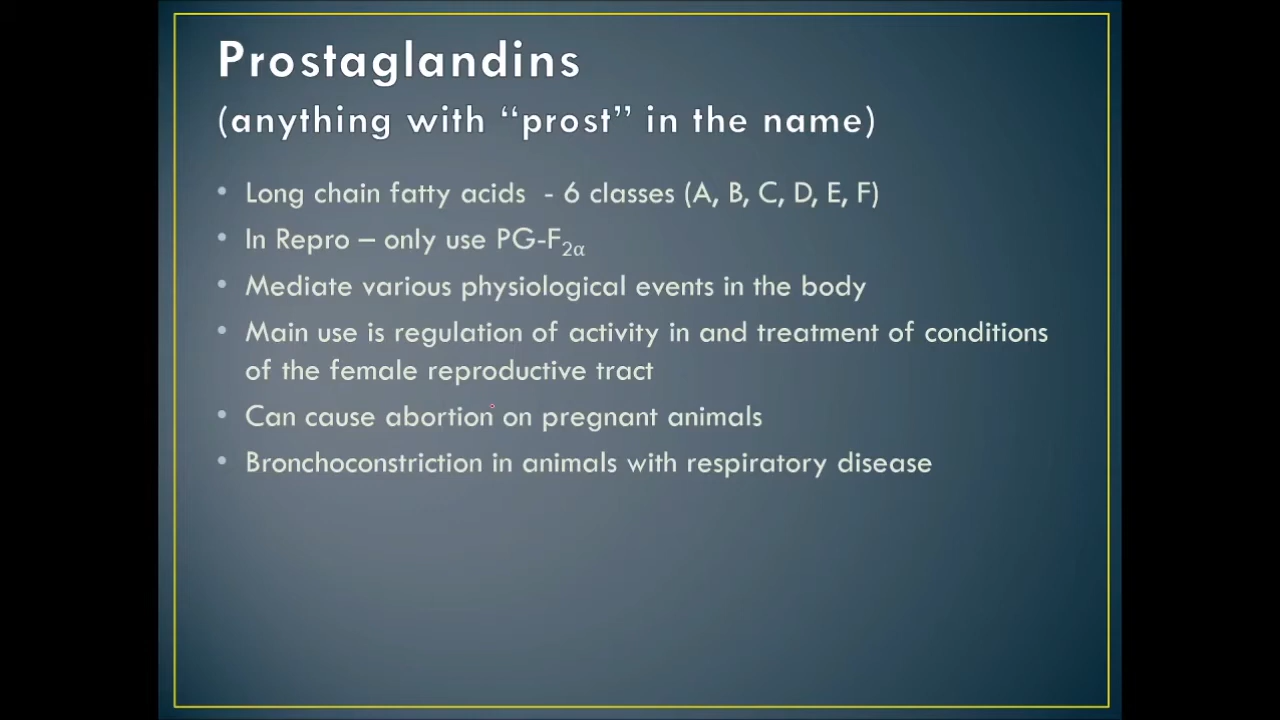 Prostaglandins
(anything with “prost” in the name)
• Long chain fatty acids - 6 classes (A, B, C, D, E, F)
• In Repro – only use PG-F2α
• Mediate various physiological events in the body
• Main use is regulation of activity in and treatment of conditions
of the female reproductive tract
• Can cause abortion on pregnant animals
• Bronchoconstriction in animals with respiratory disease